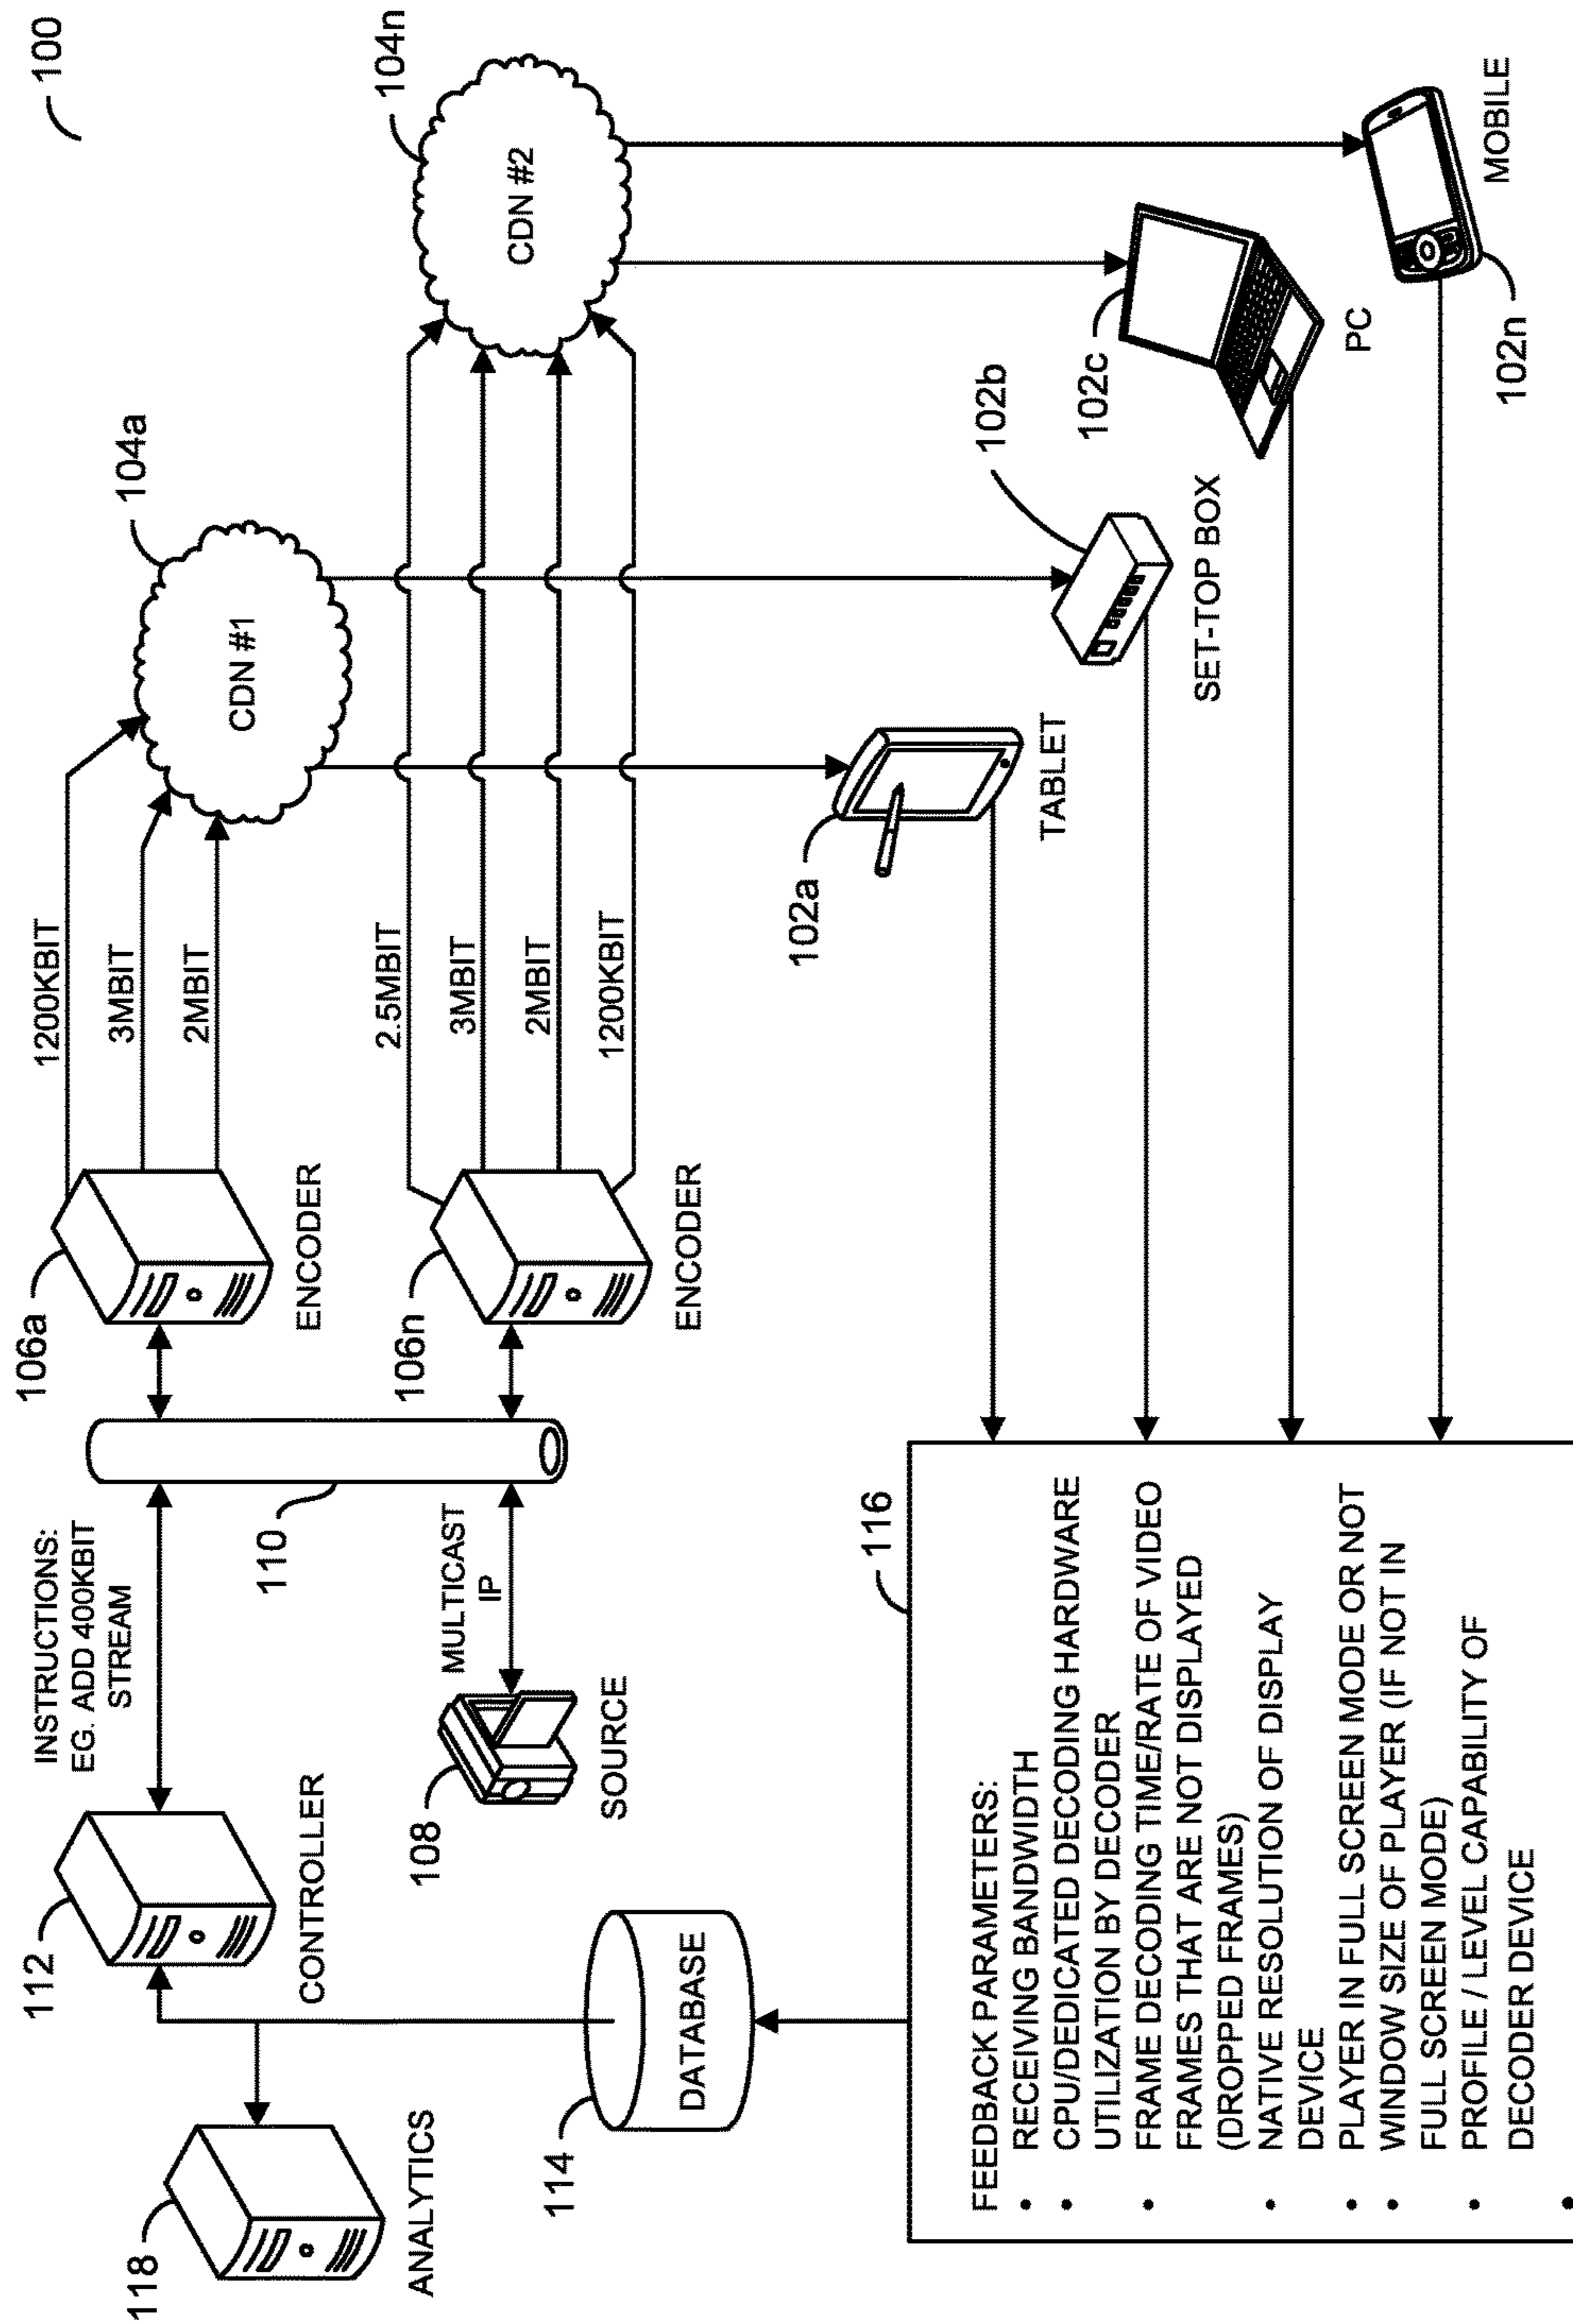 100
118
ANALYTICS
112
CONTROLLER
INSTRUCTIONS:
EG. ADD 400KBIT
STREAM
110
MULTICAST
IP
108
SOURCE
114
DATABASE
106a
ENCODER
106n
ENCODER
1200KBIT
3MBIT
2MBIT
2.5MBIT
3MBIT
2MBIT
1200KBIT
104a
CDN #1
104n
CDN #2
102a
TABLET
102b
SET-TOP BOX
102c
PC
102n
MOBILE
116
FEEDBACK PARAMETERS:
• RECEIVING BANDWIDTH
• CPU/DEDICATED DECODING HARDWARE
UTILIZATION BY DECODER
• FRAME DECODING TIME/RATE OF VIDEO
FRAMES THAT ARE NOT DISPLAYED
(DROPPED FRAMES)
• NATIVE RESOLUTION OF DISPLAY
DEVICE
• PLAYER IN FULL SCREEN MODE OR NOT
• WINDOW SIZE OF PLAYER (IF NOT IN
FULL SCREEN MODE)
• PROFILE / LEVEL CAPABILITY OF
DECODER DEVICE
•